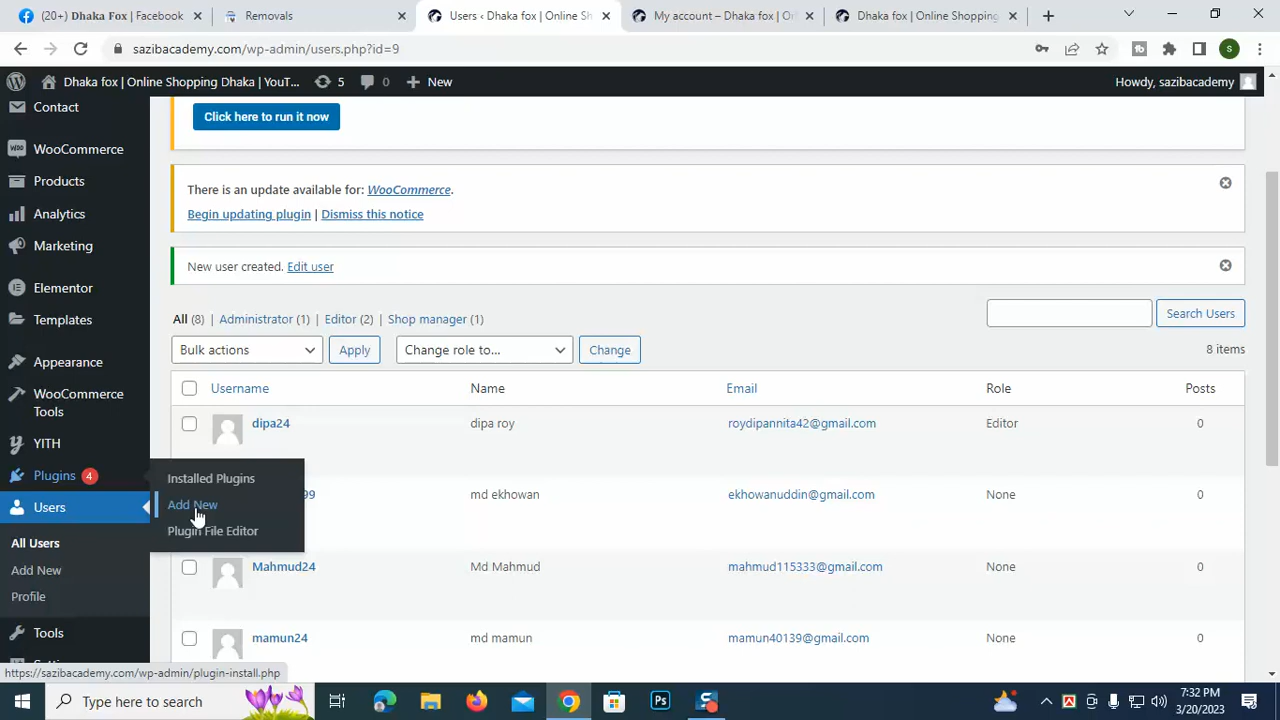 (20+) Dhaka Fox | Facebook
Removals
Users ‹ Dhaka fox | Online Sh
My account – Dhaka fox | On
Dhaka fox | Online Shopping
sazibacademy.com/wp-admin/users.php?id=9
S
Dhaka fox | Online Shopping Dhaka | YouT...
5
0
New
Howdy, sazibacademy
Contact
WooCommerce
Products
Analytics
Marketing
Elementor
Templates
Appearance
WooCommerce
Tools
YITH
Plugins 4
Users
All Users
Add New
Profile
Tools
Installed Plugins
Add New
Plugin File Editor
Click here to run it now
There is an update available for: WooCommerce.
Begin updating plugin | Dismiss this notice
New user created. Edit user
All (8) | Administrator (1) | Editor (2) | Shop manager (1)
Search Users
Bulk actions
Apply
Change role to...
Change
8 items
Username Name Email Role Posts
dipa24 dipa roy roydipannita42@gmail.com Editor 0
99 md ekhowan ekhowanuddin@gmail.com None 0
Mahmud24 Md Mahmud mahmud115333@gmail.com None 0
mamun24 md mamun mamun40139@gmail.com None 0
https://sazibacademy.com/wp-admin/plugin-install.php
Type here to search
Ps
7:32 PM
3/20/2023